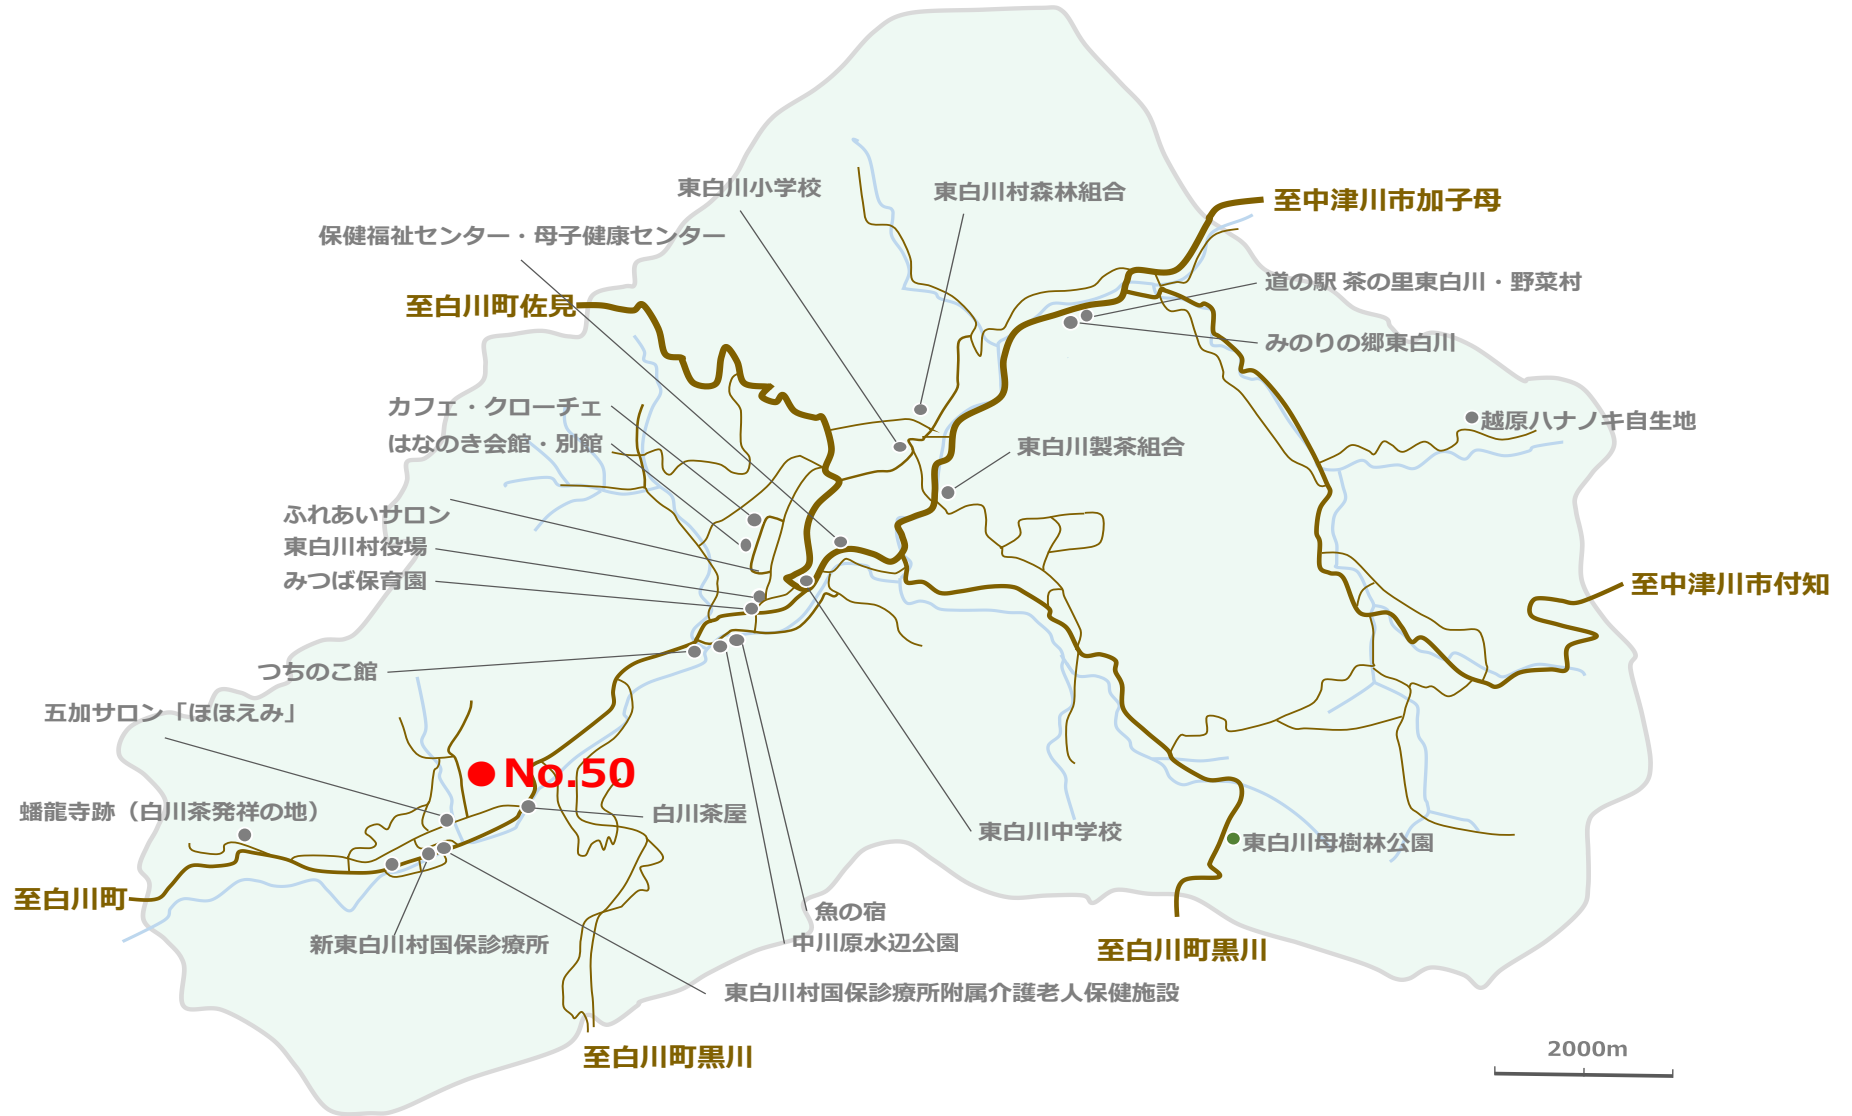 東白川小学校
東白川村森林組合
至中津川市加子母
保健福祉センター・母子健康センター
道の駅 茶の里東白川・野菜村
至白川町佐見
みのりの郷東白川
カフェ・クローチェ
越原ハナノキ自生地
はなのき会館・別館
東白川製茶組合
ふれあいサロン
東白川村役場
みつば保育園
至中津川市付知
つちのこ館
五加サロン「ほほえみ」
No.50
蟠龍寺跡（白川茶発祥の地）
白川茶屋
東白川中学校
東白川母樹林公園
至白川町
魚の宿
新東白川村国保診療所
中川原水辺公園
至白川町黒川
東白川村国保診療所附属介護老人保健施設
至白川町黒川
2000m